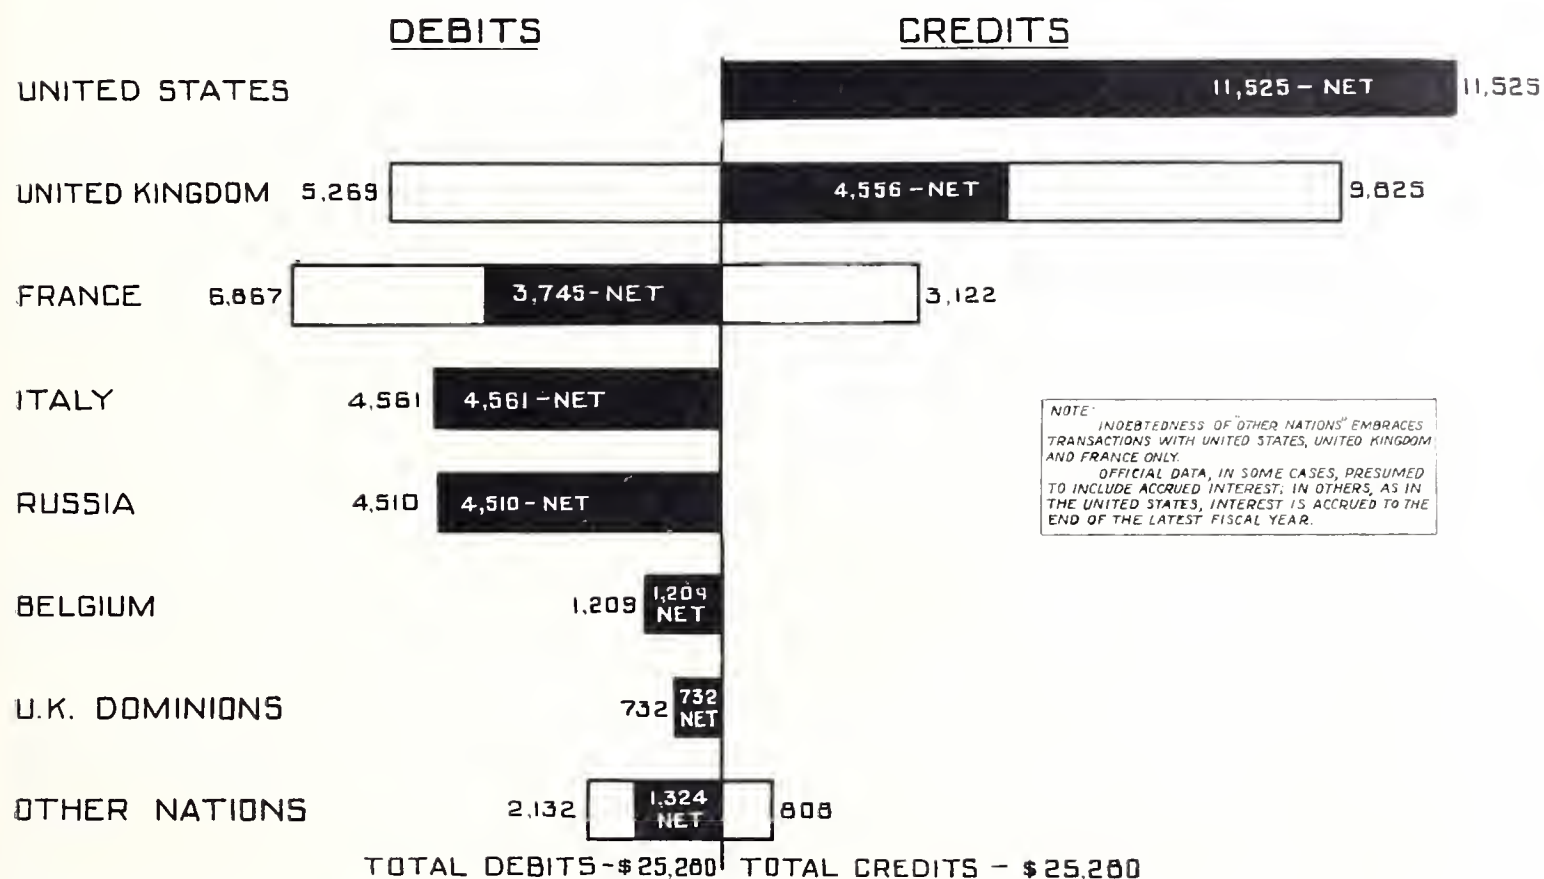 DEBITS CREDITS
UNITED STATES 11,525 – NET 11,525
UNITED KINGDOM 5,269 4,556 – NET 9,825
FRANCE 6,867 3,745 – NET 3,122
ITALY 4,561 4,561 – NET
RUSSIA 4,510 4,510 – NET
BELGIUM 1,209 1,209
NET
U.K. DOMINIONS 732 732
NET
OTHER NATIONS 2,132 1,324 808
NET
NOTE:
INDEBTEDNESS OF "OTHER NATIONS" EMBRACES
TRANSACTIONS WITH UNITED STATES, UNITED KINGDOM
AND FRANCE ONLY.
OFFICIAL DATA, IN SOME CASES, PRESUMED
TO INCLUDE ACCRUED INTEREST; IN OTHERS, AS IN
THE UNITED STATES, INTEREST IS ACCRUED TO THE
END OF THE LATEST FISCAL YEAR.
TOTAL DEBITS – $25,280 TOTAL CREDITS – $25,280